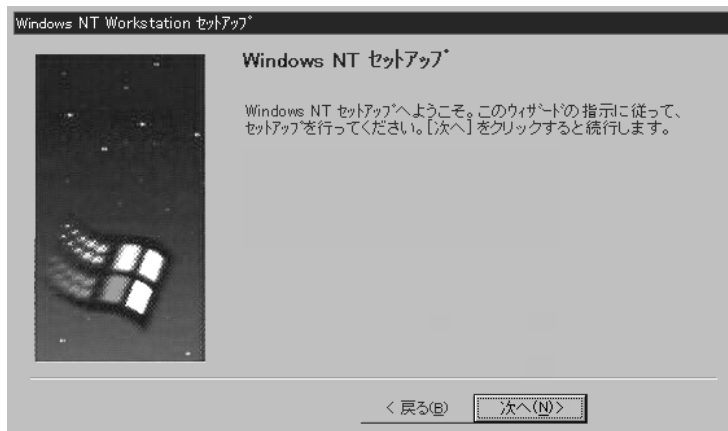 Windows NT Workstation セットアップ
Windows NT セットアップ
Windows NT セットアップへようこそ。このウィザードの指示に従って、
セットアップを行ってください。[次へ] をクリックすると続行します。
< 戻る(B)
次へ(N) >